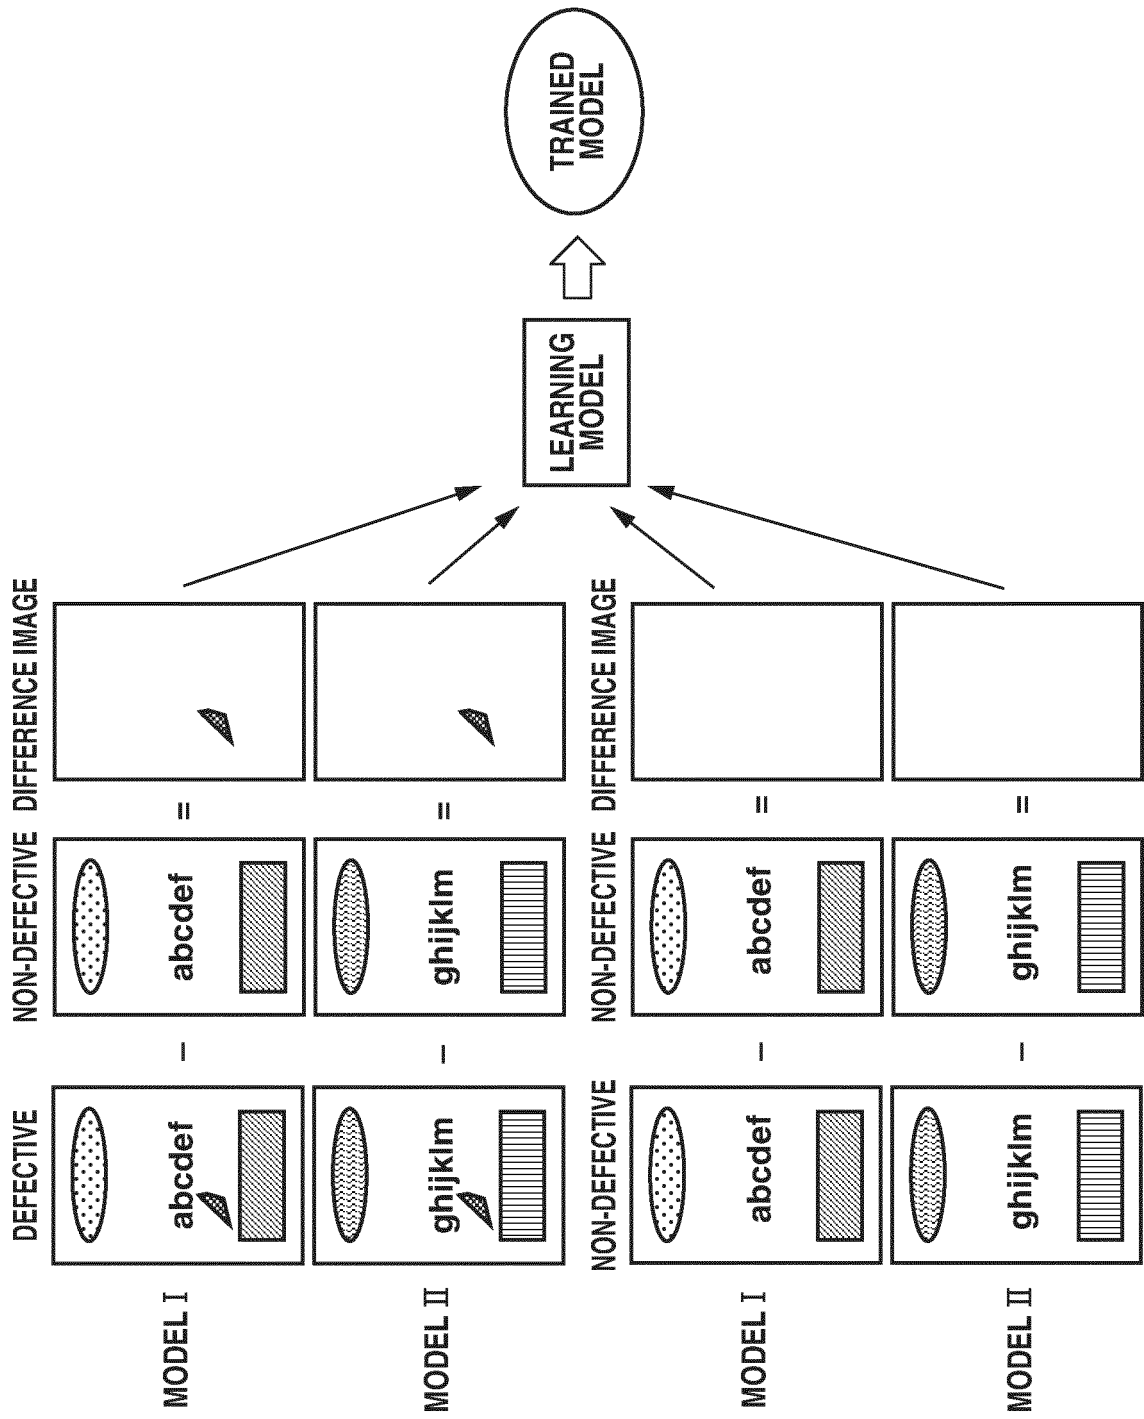 DEFECTIVE
NON-DEFECTIVE
DIFFERENCE IMAGE
MODEL I
abcdef
–
abcdef
=
MODEL II
ghijklm
–
ghijklm
=
NON-DEFECTIVE
NON-DEFECTIVE
DIFFERENCE IMAGE
MODEL I
abcdef
–
abcdef
=
MODEL II
ghijklm
–
ghijklm
=
LEARNING
MODEL
TRAINED
MODEL